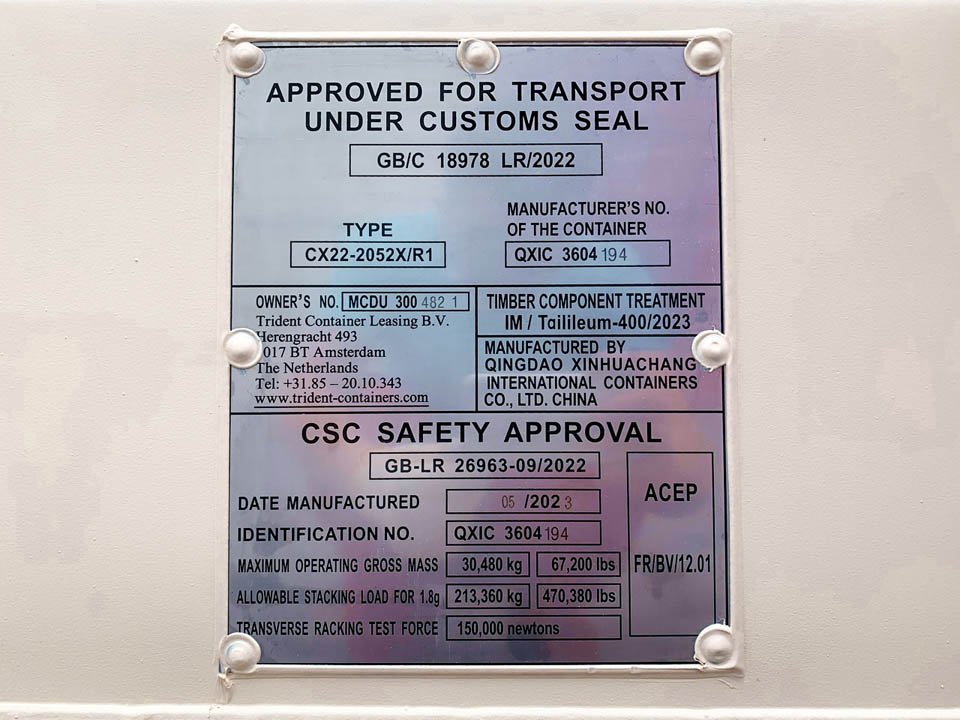 APPROVED FOR TRANSPORT
UNDER CUSTOMS SEAL
GB/C 18978 LR/2022
TYPE
CX22-2052X/R1
MANUFACTURER'S NO.
OF THE CONTAINER
QXIC 3604 194
OWNER'S NO. MCDU 300 482 1
Trident Container Leasing B.V.
Herengracht 493
017 BT Amsterdam
The Netherlands
Tel: +31.85 – 20.10.343
www.trident-containers.com
TIMBER COMPONENT TREATMENT
IM / Tailileum-400/2023
MANUFACTURED BY
QINGDAO XINHUACHANG
INTERNATIONAL CONTAINERS
CO., LTD. CHINA
CSC SAFETY APPROVAL
GB-LR 26963-09/2022
DATE MANUFACTURED 05 /2023
IDENTIFICATION NO. QXIC 3604 194
MAXIMUM OPERATING GROSS MASS 30,480 kg 67,200 lbs
ALLOWABLE STACKING LOAD FOR 1.8g 213,360 kg 470,380 lbs
TRANSVERSE RACKING TEST FORCE 150,000 newtons
ACEP
FR/BV/12.01